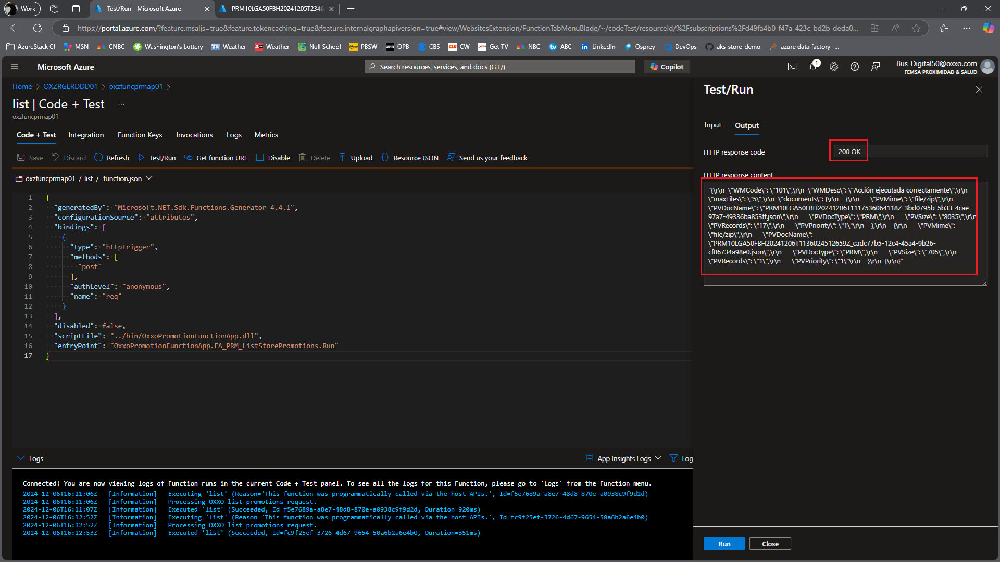 Work
Test/Run - Microsoft Azure
PRM10LGA50FBH20241205T2346
https://portal.azure.com/?feature.msaljs=true&feature.tokencaching=true&feature.internalgraphapiversion=true#view/WebsitesExtension/FunctionTabMenuBlade/~/codeTest/resourceId/%2Fsubscriptions%2Fd49fa4b0-f47a-423c-bd2b-deda0...
AzureStack CI MSN CNBC Washington's Lottery Weather Weather Null School PBSW OPB CBS CW Get TV NBC ABC LinkedIn Osprey DevOps aks-store-demo azure data factory -...
Microsoft Azure
Search resources, services, and docs (G+/)
Copilot
1
Bus_Digital50@oxxo.com
FEMSA PROXIMIDAD & SALUD
Home > OXZRGERDDD01 > oxzfuncprmap01 >
list | Code + Test ...
oxzfuncprmap01
Code + Test Integration Function Keys Invocations Logs Metrics
Save Discard Refresh Test/Run Get function URL Disable Delete Upload Resource JSON Send us your feedback
oxzfuncprmap01 / list / function.json
1 {
2 "generatedBy": "Microsoft.NET.Sdk.Functions.Generator-4.4.1",
3 "configurationSource": "attributes",
4 "bindings": [
5 {
6 "type": "httpTrigger",
7 "methods": [
8 "post"
9 ],
10 "authLevel": "anonymous",
11 "name": "req"
12 }
13 ],
14 "disabled": false,
15 "scriptFile": "../bin/OxxoPromotionFunctionApp.dll",
16 "entryPoint": "OxxoPromotionFunctionApp.FA_PRM_ListStorePromotions.Run"
17 }
Logs
App Insights Logs
Log
Connected! You are now viewing logs of Function runs in the current Code + Test panel. To see all the logs for this Function, please go to 'Logs' from the Function menu.
2024-12-06T16:11:06Z [Information] Executing 'list' (Reason='This function was programmatically called via the host APIs.', Id=f5e7689a-a8e7-48d8-870e-a0938c9f9d2d)
2024-12-06T16:11:06Z [Information] Processing OXXO list promotions request.
2024-12-06T16:11:07Z [Information] Executed 'list' (Succeeded, Id=f5e7689a-a8e7-48d8-870e-a0938c9f9d2d, Duration=920ms)
2024-12-06T16:12:52Z [Information] Executing 'list' (Reason='This function was programmatically called via the host APIs.', Id=fc9f25ef-3726-4d67-9654-50a6b2a6e4b0)
2024-12-06T16:12:52Z [Information] Processing OXXO list promotions request.
2024-12-06T16:12:53Z [Information] Executed 'list' (Succeeded, Id=fc9f25ef-3726-4d67-9654-50a6b2a6e4b0, Duration=351ms)
Test/Run
Input Output
HTTP response code
200 OK
HTTP response content
"{\r\n \"WMCode\": \"101\",\r\n \"WMDesc\": \"Acción ejecutada correctamente\",\r\n
\"maxFiles\": \"5\",\r\n \"documents\": [\r\n {\r\n \"PVMime\": \"file/zip\",\r\n
\"PVDocName\": \"PRM10LGA50FBH20241206T1117536064118Z_3bd0795b-5b33-4cae-
97a7-49336ba853ff.json\",\r\n \"PVDocType\": \"PRM\",\r\n \"PVSize\": \"8035\",\r\n
\"PVRecords\": \"17\",\r\n \"PVPriority\": \"1\"\r\n },\r\n {\r\n \"PVMime\":
\"file/zip\",\r\n \"PVDocName\":
\"PRM10LGA50FBH20241206T1136024512659Z_cadc77b5-12c4-45a4-9b26-
cf86734a98e0.json\",\r\n \"PVDocType\": \"PRM\",\r\n \"PVSize\": \"705\",\r\n
\"PVRecords\": \"1\",\r\n \"PVPriority\": \"1\"\r\n }\r\n ]\r\n}"
Run
Close